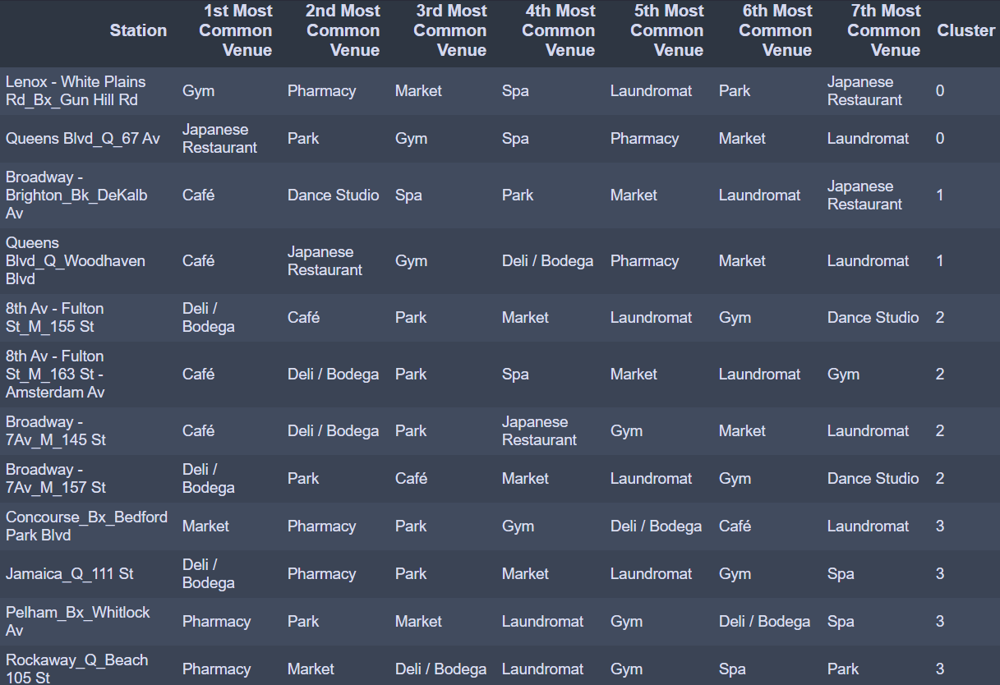 Station 1st Most Common Venue 2nd Most Common Venue 3rd Most Common Venue 4th Most Common Venue 5th Most Common Venue 6th Most Common Venue 7th Most Common Venue Cluster
Lenox - White Plains Rd_Bx_Gun Hill Rd Gym Pharmacy Market Spa Laundromat Park Japanese Restaurant 0
Queens Blvd_Q_67 Av Japanese Restaurant Park Gym Spa Pharmacy Market Laundromat 0
Broadway - Brighton_Bk_DeKalb Av Café Dance Studio Spa Park Market Laundromat Japanese Restaurant 1
Queens Blvd_Q_Woodhaven Blvd Café Japanese Restaurant Gym Deli / Bodega Pharmacy Market Laundromat 1
8th Av - Fulton St_M_155 St Deli / Bodega Café Park Market Laundromat Gym Dance Studio 2
8th Av - Fulton St_M_163 St - Amsterdam Av Café Deli / Bodega Park Spa Market Laundromat Gym 2
Broadway - 7Av_M_145 St Café Deli / Bodega Park Japanese Restaurant Gym Market Laundromat 2
Broadway - 7Av_M_157 St Deli / Bodega Park Café Market Laundromat Gym Dance Studio 2
Concourse_Bx_Bedford Park Blvd Market Pharmacy Park Gym Deli / Bodega Café Laundromat 3
Jamaica_Q_111 St Deli / Bodega Pharmacy Park Market Laundromat Gym Spa 3
Pelham_Bx_Whitlock Av Pharmacy Park Market Laundromat Gym Deli / Bodega Spa 3
Rockaway_Q_Beach 105 St Pharmacy Market Deli / Bodega Laundromat Gym Spa Park 3